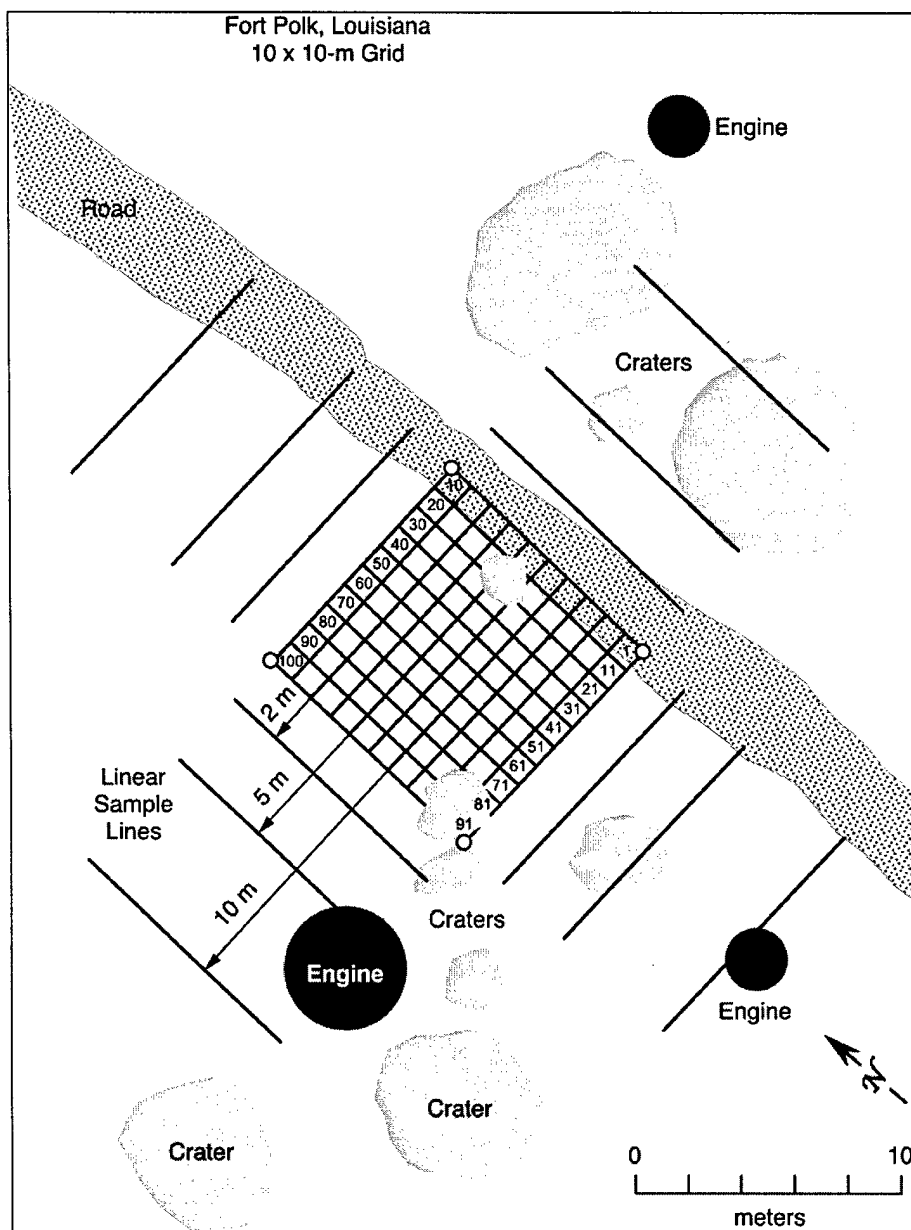 Fort Polk, Louisiana
10 x 10-m Grid
Engine
Road
Craters
10
20
30
40
50
60
70
80
90
100
1
11
21
31
41
51
61
71
81
91
2 m
5 m
10 m
Linear
Sample
Lines
Craters
Engine
Engine
N
Crater
Crater
0 10
meters